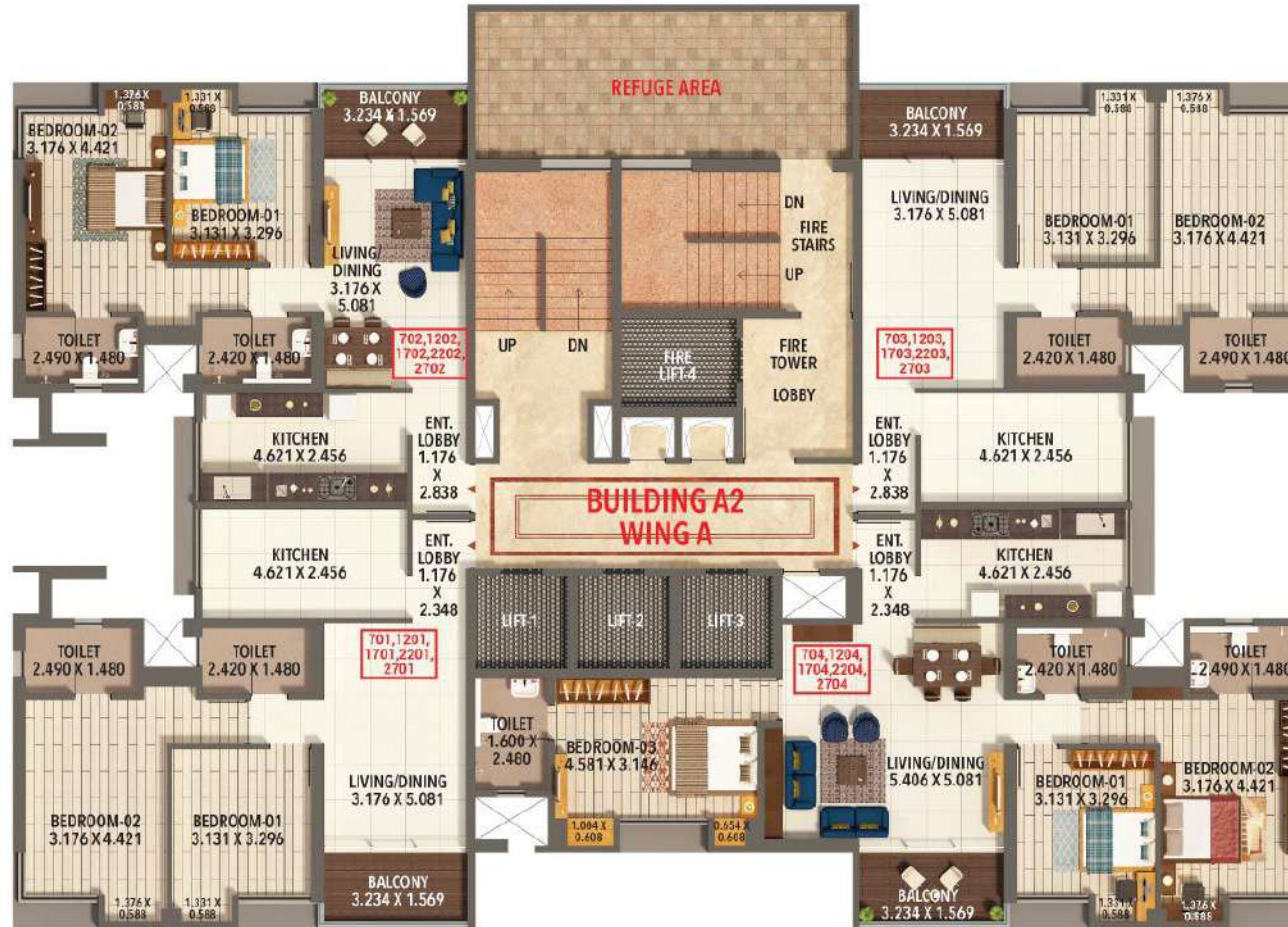 REFUGE AREA
1.376 X
0.588
1.331 X
0.588
BALCONY
3.234 X 1.569
BEDROOM-02
3.176 X 4.421
BEDROOM-01
3.131 X 3.296
LIVING/
DINING
3.176 X
5.081
TOILET
2.490 X 1.480
TOILET
2.420 X 1.480
702,1202,
1702,2202,
2702
KITCHEN
4.621 X 2.456
ENT.
LOBBY
1.176
X
2.838
UP
DN
DN
FIRE
STAIRS
UP
FIRE
LIFT-4
FIRE
TOWER
LOBBY
BALCONY
3.234 X 1.569
1.331 X
0.588
1.376 X
0.588
LIVING/DINING
3.176 X 5.081
BEDROOM-01
3.131 X 3.296
BEDROOM-02
3.176 X 4.421
703,1203,
1703,2203,
2703
TOILET
2.420 X 1.480
TOILET
2.490 X 1.480
ENT.
LOBBY
1.176
X
2.838
KITCHEN
4.621 X 2.456
BUILDING A2
WING A
KITCHEN
4.621 X 2.456
ENT.
LOBBY
1.176
X
2.348
TOILET
2.490 X 1.480
TOILET
2.420 X 1.480
701,1201,
1701,2201,
2701
LIVING/DINING
3.176 X 5.081
BEDROOM-02
3.176 X 4.421
BEDROOM-01
3.131 X 3.296
1.376 X
0.588
1.331 X
0.588
BALCONY
3.234 X 1.569
LIFT-1
LIFT-2
LIFT-3
ENT.
LOBBY
1.176
X
2.348
KITCHEN
4.621 X 2.456
704,1204,
1704,2204,
2704
TOILET
2.420 X 1.480
TOILET
2.490 X 1.480
TOILET
1.600 X
2.480
BEDROOM-03
4.581 X 3.146
1.004 X
0.608
0.654 X
0.608
LIVING/DINING
5.406 X 5.081
BEDROOM-01
3.131 X 3.296
BEDROOM-02
3.176 X 4.421
BALCONY
3.234 X 1.569
1.331 X
0.588
1.376 X
0.588